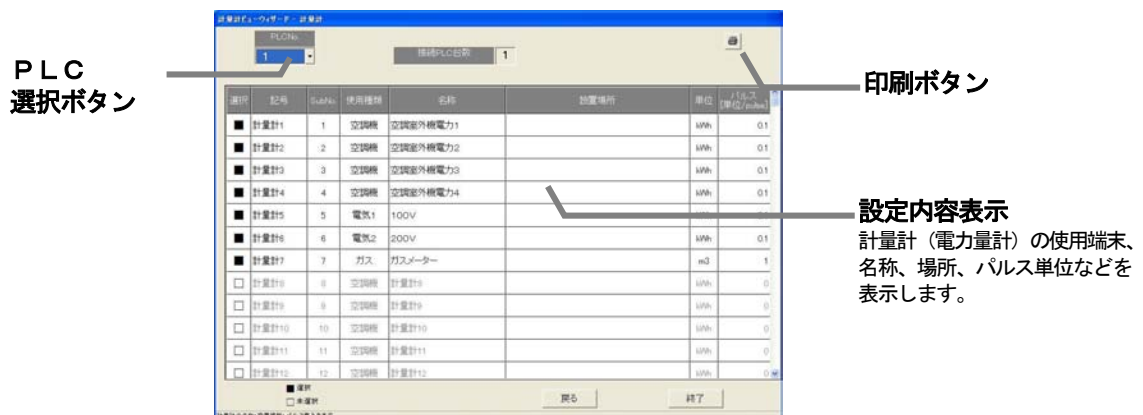 計量計ビューウィザード - 計量計
PLCNo.
1
接続PLC台数 1
ＰＬＣ
選択ボタン
印刷ボタン
選択 記号 SubNo. 使用種類 名称 設置場所 単位 パルス
[単位/pulse]
計量計1 1 空調機 空調室外機電力1 kWh 0.1
計量計2 2 空調機 空調室外機電力2 kWh 0.1
計量計3 3 空調機 空調室外機電力3 kWh 0.1
計量計4 4 空調機 空調室外機電力4 kWh 0.1
計量計5 5 電気1 100V
計量計6 6 電気2 200V kWh 0.1
計量計7 7 ガス ガスメーター m3 1
計量計8 8 空調機 計量計8 kWh 0
計量計9 9 空調機 計量計9 kWh 0
計量計10 10 空調機 計量計10 kWh 0
計量計11 11 空調機 計量計11 kWh 0
計量計12 12 空調機 計量計12 kWh 0
設定内容表示
計量計（電力量計）の使用端末、
名称、場所、パルス単位などを
表示します。
■ 選択
□ 未選択
戻る 終了